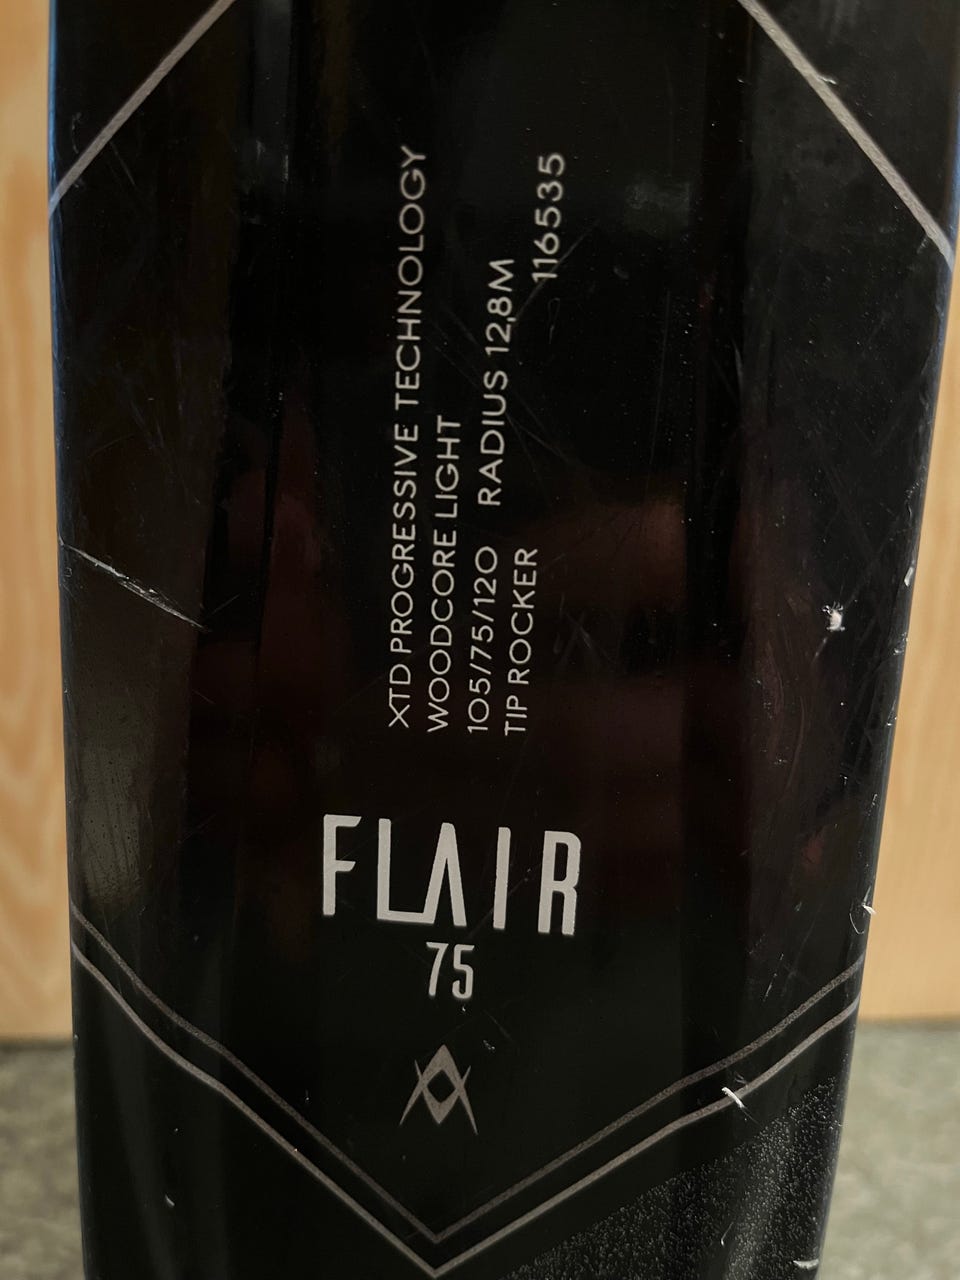 XTD PROGRESSIVE TECHNOLOGY
WOODCORE LIGHT
105/75/120 RADIUS 12,8M
TIP ROCKER 116535
FLAIR
75